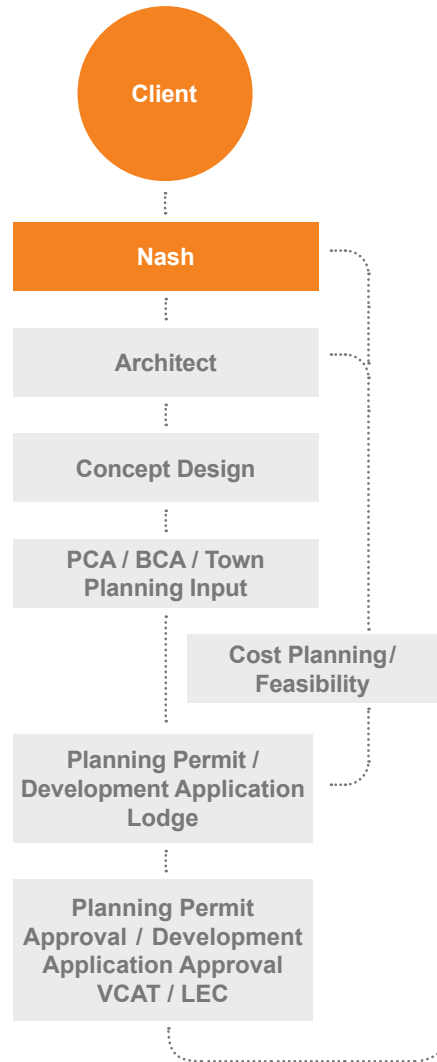 Client
Nash
Architect
Concept Design
PCA / BCA / Town
Planning Input
Cost Planning/
Feasibility
Planning Permit /
Development Application
Lodge
Planning Permit
Approval / Development
Application Approval
VCAT / LEC